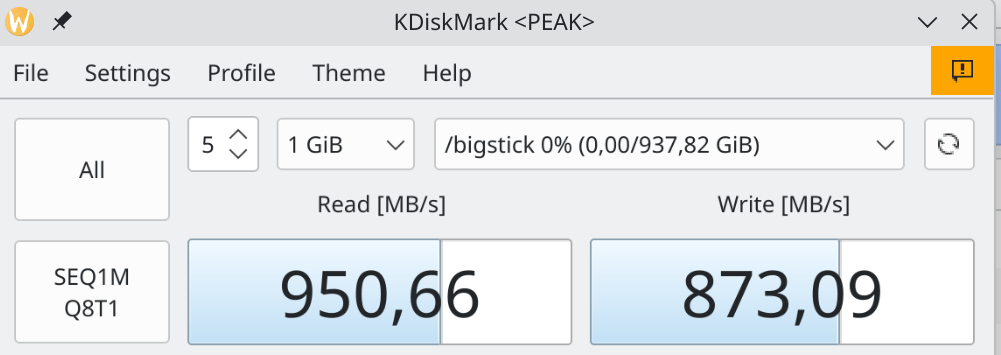 KDiskMark <PEAK>
File Settings Profile Theme Help
All
5
1 GiB
/bigstick 0% (0,00/937,82 GiB)
Read [MB/s]
Write [MB/s]
SEQ1M
Q8T1
950,66
873,09